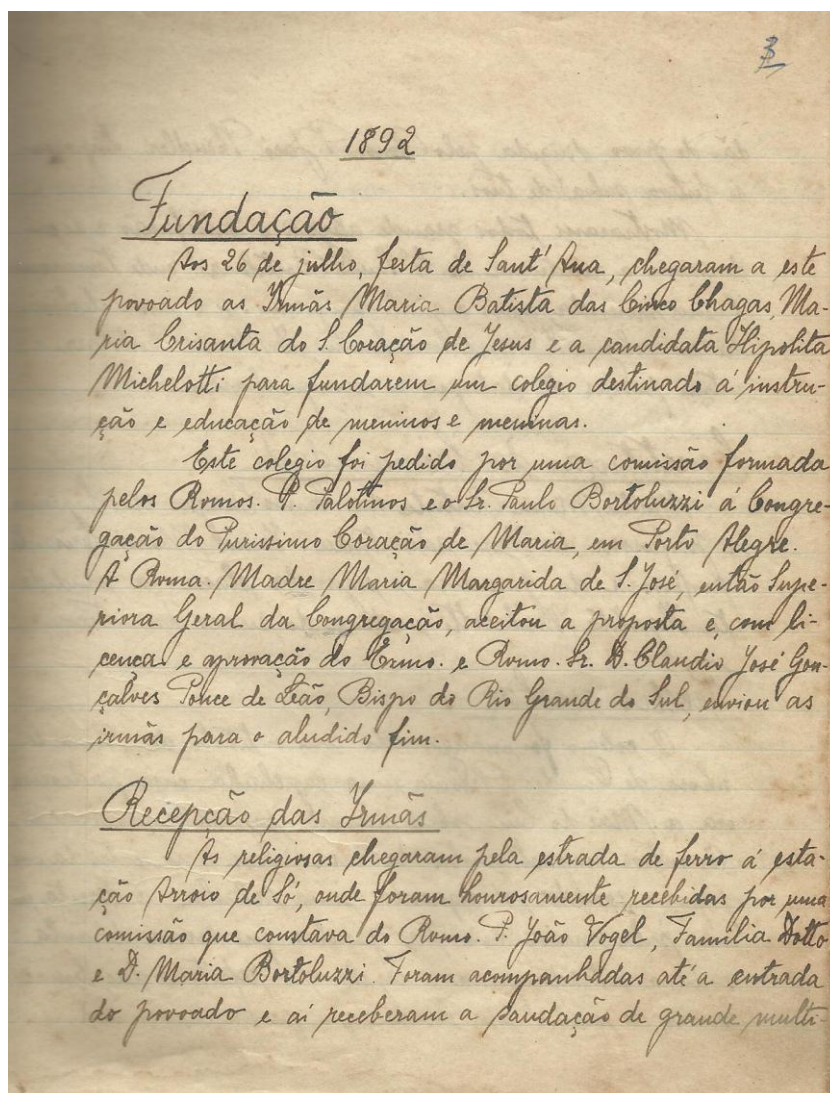 3
1892
Fundação
Aos 26 de julho, festa de Sant' Ana, chegaram a este
povoado as Irmãs Maria Batista das Cinco Chagas, Ma-
ria Crisanta do S. Coração de Jesus e a candidata Hipolita
Michelotti para fundarem um colegio destinado á instru-
ção e educação de meninos e meninas.
Este colegio foi pedido por uma comissão formada
pelos Rvmos. P. Palotinos e o Sr. Paulo Bortoluzzi á Congre-
gação do Purissimo Coração de Maria, em Porto Alegre.
A Rvma. Madre Maria Margarida de S. José, então Supe-
riora Geral da Congregação, aceitou a proposta e, com li-
cença e aprovação do Exmo. e Rvmo. Sr. D. Claudio José Gon-
çalves Ponce de Leão, Bispo do Rio Grande do Sul, enviou as
irmãs para o aludido fim.
Recepção das Irmãs
As religiosas chegaram pela estrada de ferro á esta-
ção Arroio de Só, onde foram honrosamente recebidas por uma
comissão que constava do Rvmo. P. João Vogel, Familia Dotto
e D. Maria Bortoluzzi. Foram acompanhadas até a entrada
do povoado e aí receberam a saudação de grande multi-